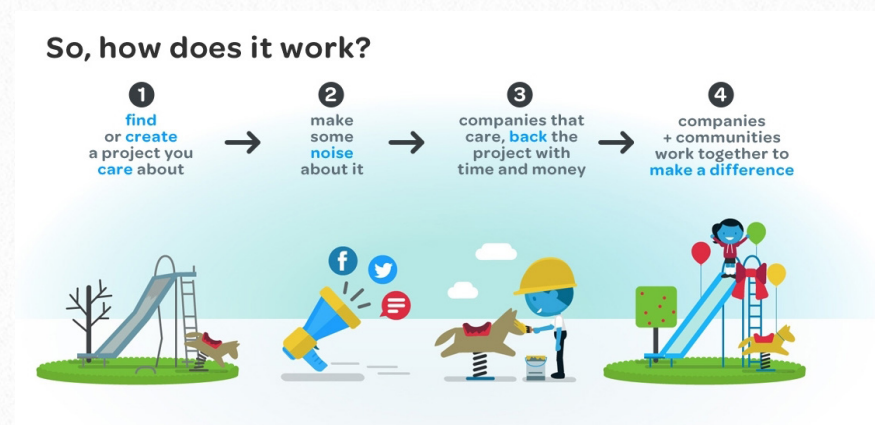 So, how does it work?
1
find
or create
a project you
care about
2
make
some
noise
about it
3
companies that
care, back the
project with
time and money
4
companies
+ communities
work together to
make a difference
f